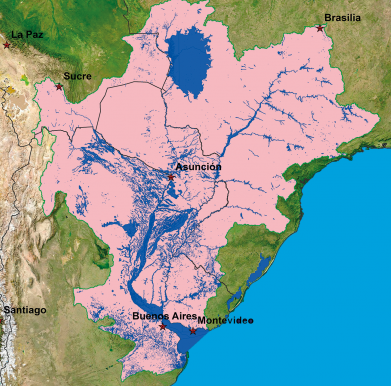 Brasilia
La Paz
Sucre
Asunción
Santiago
Buenos Aires
Montevideo